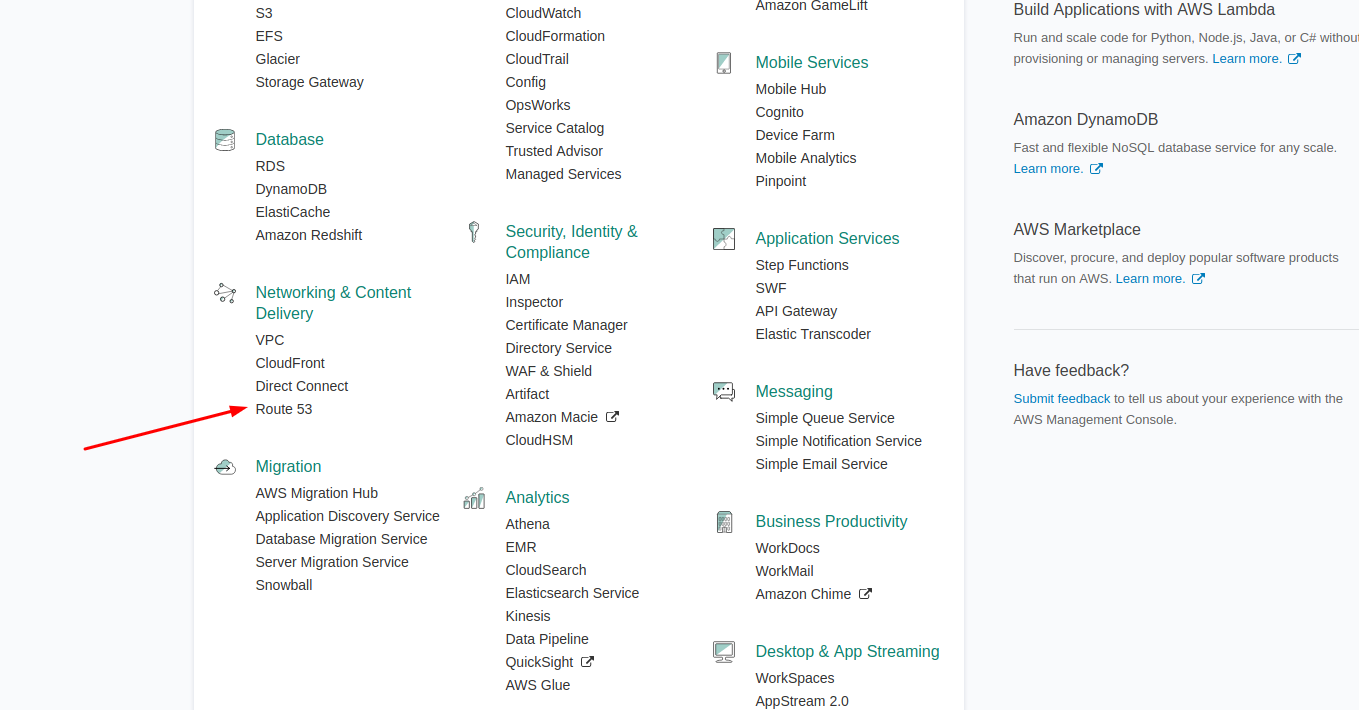 S3
EFS
Glacier
Storage Gateway
Database
RDS
DynamoDB
ElastiCache
Amazon Redshift
Networking & Content
Delivery
VPC
CloudFront
Direct Connect
Route 53
Migration
AWS Migration Hub
Application Discovery Service
Database Migration Service
Server Migration Service
Snowball
CloudWatch
CloudFormation
CloudTrail
Config
OpsWorks
Service Catalog
Trusted Advisor
Managed Services
Security, Identity &
Compliance
IAM
Inspector
Certificate Manager
Directory Service
WAF & Shield
Artifact
Amazon Macie
CloudHSM
Analytics
Athena
EMR
CloudSearch
Elasticsearch Service
Kinesis
Data Pipeline
QuickSight
AWS Glue
Amazon GameLift
Mobile Services
Mobile Hub
Cognito
Device Farm
Mobile Analytics
Pinpoint
Application Services
Step Functions
SWF
API Gateway
Elastic Transcoder
Messaging
Simple Queue Service
Simple Notification Service
Simple Email Service
Business Productivity
WorkDocs
WorkMail
Amazon Chime
Desktop & App Streaming
WorkSpaces
AppStream 2.0
Build Applications with AWS Lambda
Run and scale code for Python, Node.js, Java, or C# without
provisioning or managing servers. Learn more.
Amazon DynamoDB
Fast and flexible NoSQL database service for any scale.
Learn more.
AWS Marketplace
Discover, procure, and deploy popular software products
that run on AWS. Learn more.
Have feedback?
Submit feedback to tell us about your experience with the
AWS Management Console.